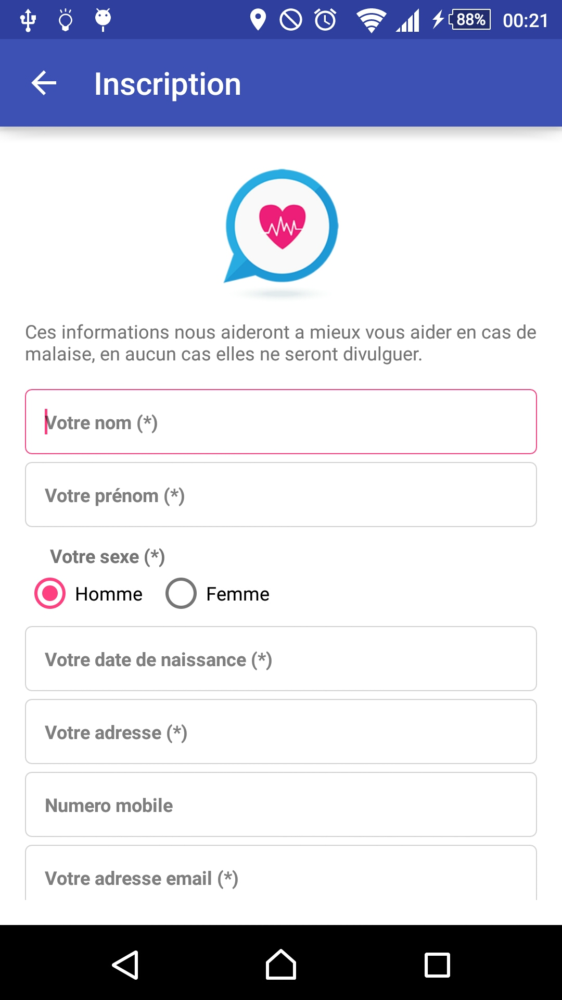 88% 00:21
Inscription
Ces informations nous aideront a mieux vous aider en cas de
malaise, en aucun cas elles ne seront divulguer.
Votre nom (*)
Votre prénom (*)
Votre sexe (*)
Homme Femme
Votre date de naissance (*)
Votre adresse (*)
Numero mobile
Votre adresse email (*)